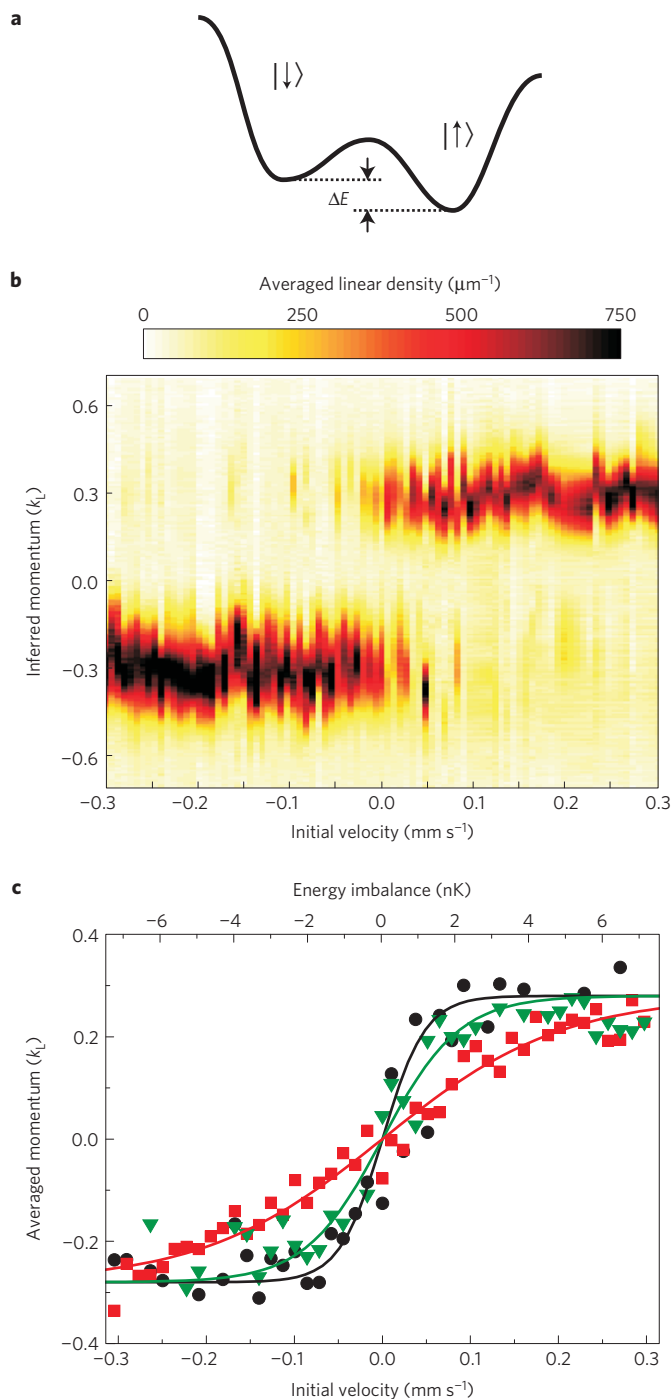 a
|↓⟩
|↑⟩
ΔE
b
Averaged linear density (μm⁻¹)
0 250 500 750
0.6
0.3
0.0
−0.3
−0.6
Inferred momentum (k_L)
−0.3 −0.2 −0.1 0.0 0.1 0.2 0.3
Initial velocity (mm s⁻¹)
c
Energy imbalance (nK)
−6 −4 −2 0 2 4 6
0.4
0.2
0.0
−0.2
−0.4
Averaged momentum (k_L)
−0.3 −0.2 −0.1 0.0 0.1 0.2 0.3
Initial velocity (mm s⁻¹)